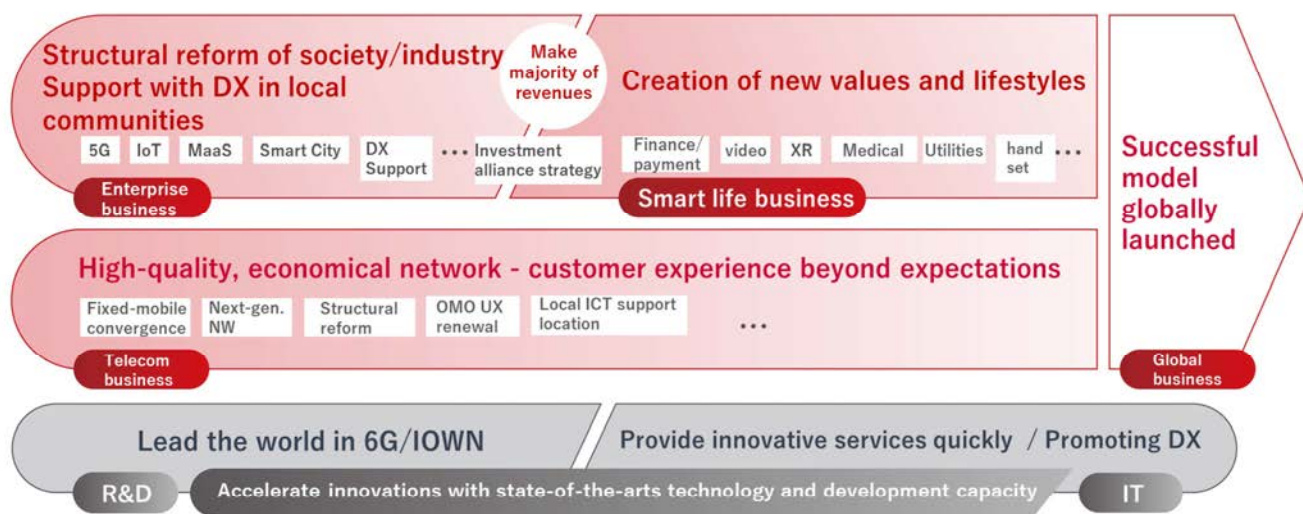 Structural reform of society/industry
Support with DX in local
communities
5G
IoT
MaaS
Smart City
DX
Support
•••
Investment
alliance strategy
Enterprise
business
Make
majority of
revenues
Creation of new values and lifestyles
Finance/
payment
video
XR
Medical
Utilities
hand
set
•••
Smart life business
Successful
model
globally
launched
Global
business
High-quality, economical network - customer experience beyond expectations
Fixed-mobile
convergence
Next-gen.
NW
Structural
reform
OMO UX
renewal
Local ICT support
location
•••
Telecom
business
Lead the world in 6G/IOWN
Provide innovative services quickly / Promoting DX
R&D
Accelerate innovations with state-of-the-arts technology and development capacity
IT